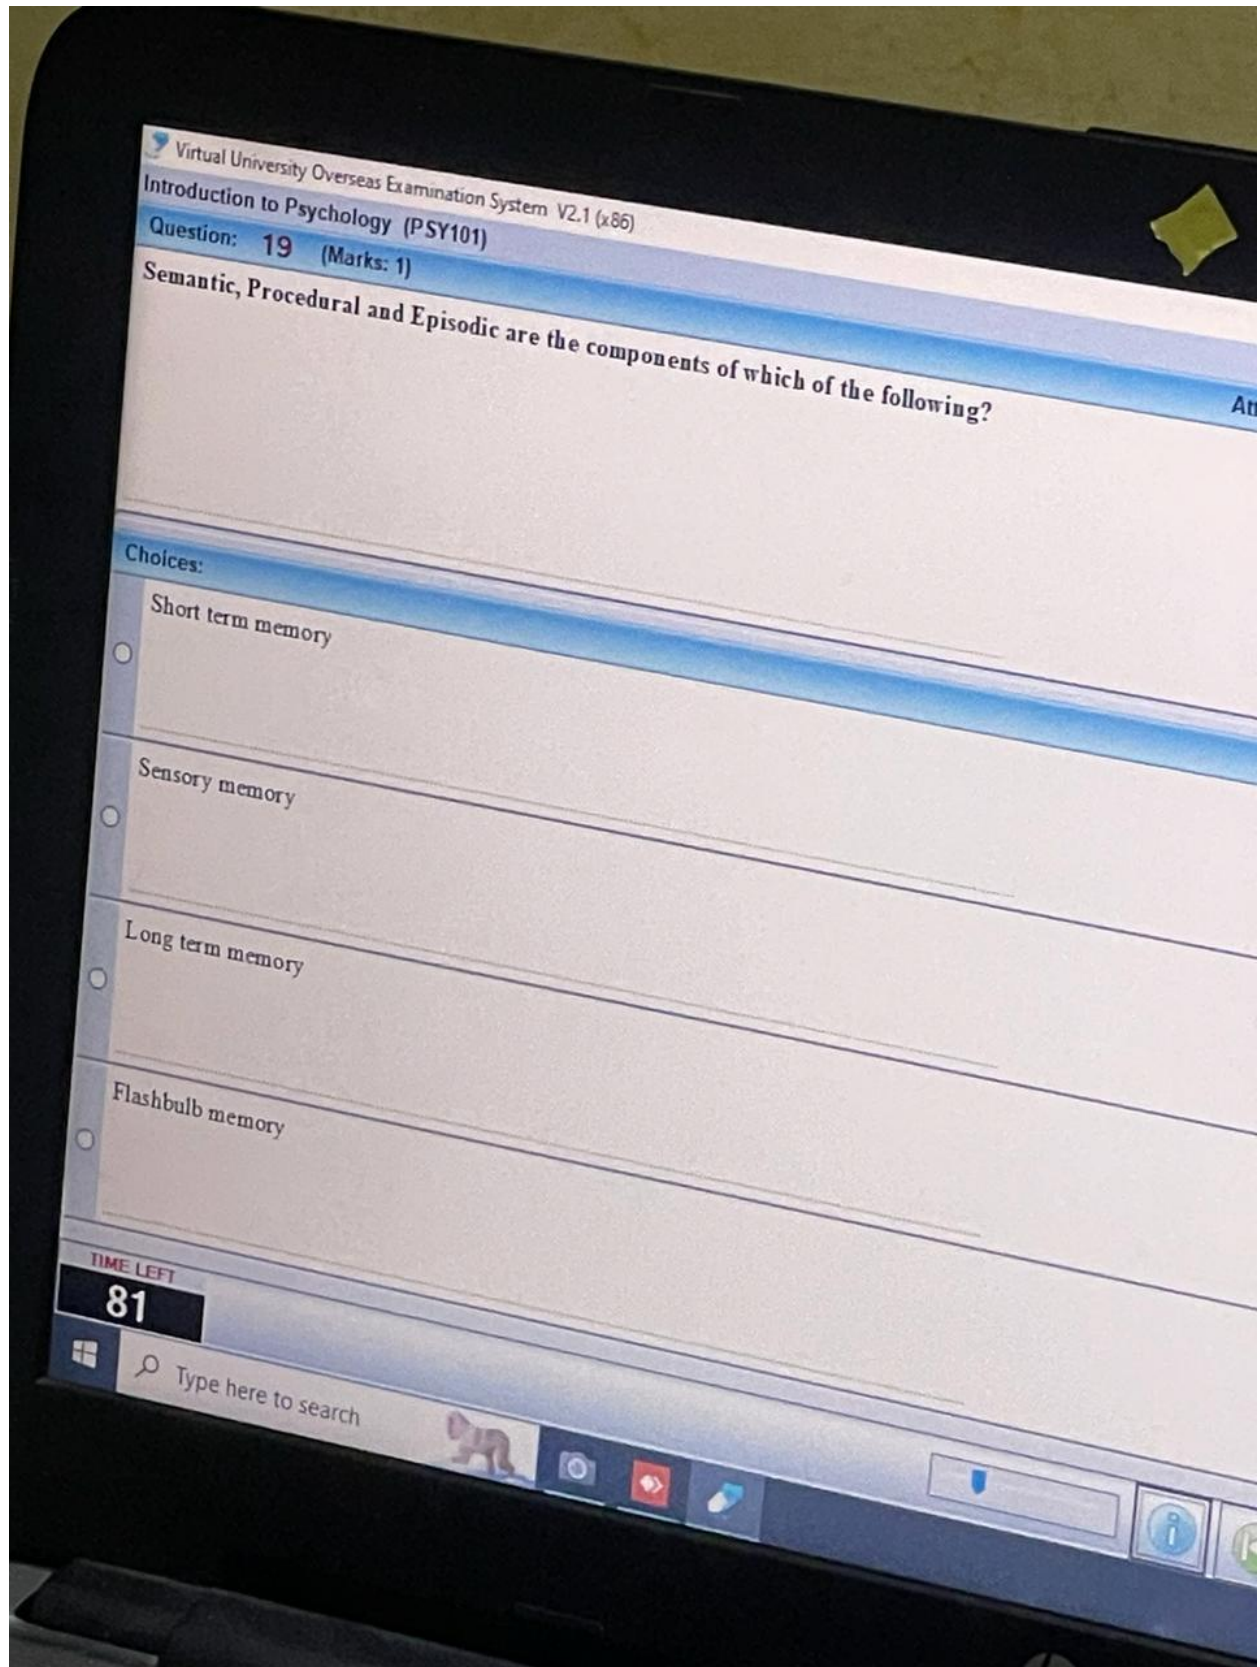 Virtual University Overseas Examination System V2.1 (x86)
Introduction to Psychology (PSY101)
Question: 19 (Marks: 1)
Semantic, Procedural and Episodic are the components of which of the following?
Choices:
Short term memory
Sensory memory
Long term memory
Flashbulb memory
TIME LEFT
81
Type here to search